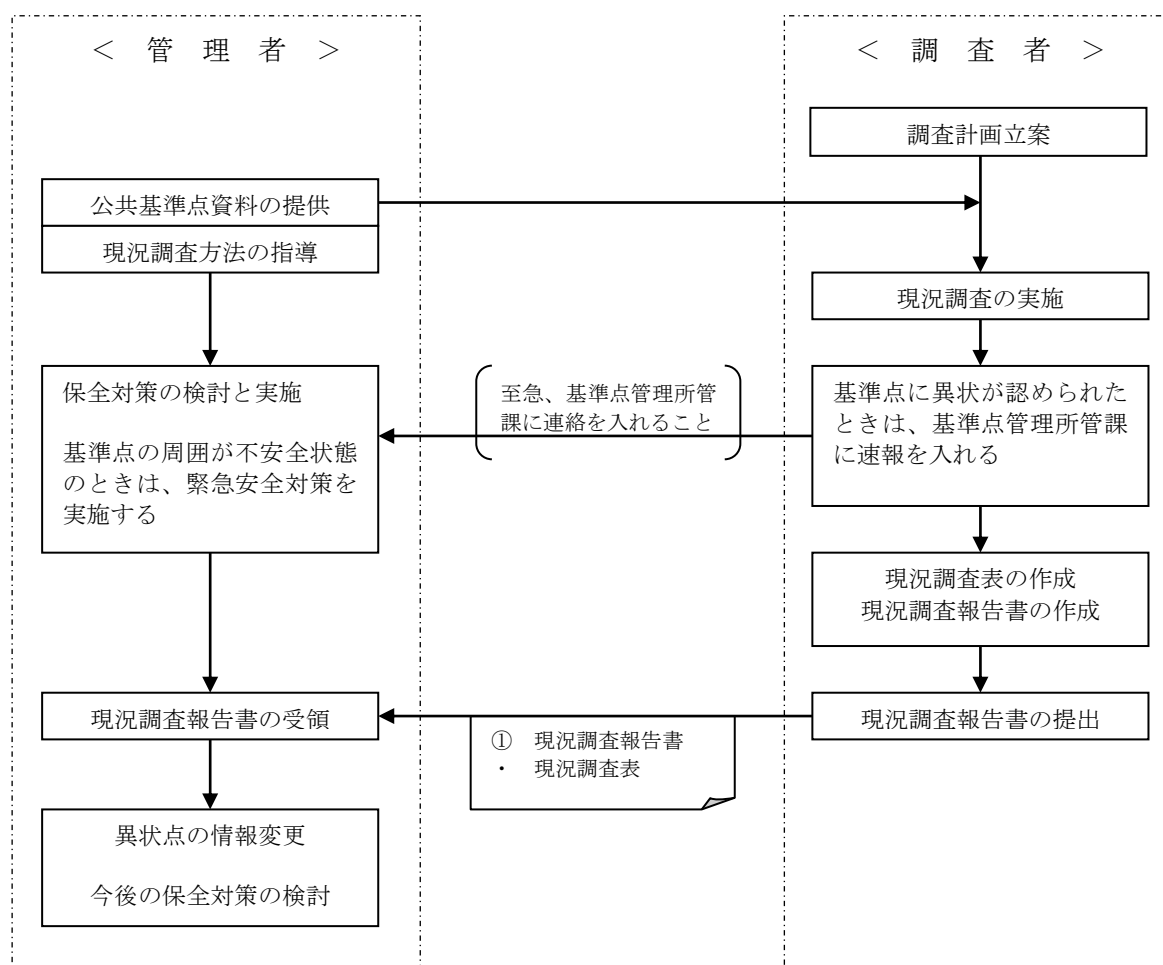 ＜ 管 理 者 ＞
＜ 調 査 者 ＞
調査計画立案
公共基準点資料の提供
現況調査方法の指導
現況調査の実施
保全対策の検討と実施
基準点の周囲が不安全状態
のときは、緊急安全対策を
実施する
至急、基準点管理所管
課に連絡を入れること
基準点に異状が認められた
ときは、基準点管理所管課
に速報を入れる
現況調査表の作成
現況調査報告書の作成
現況調査報告書の受領
現況調査報告書の提出
① 現況調査報告書
・ 現況調査表
異状点の情報変更
今後の保全対策の検討